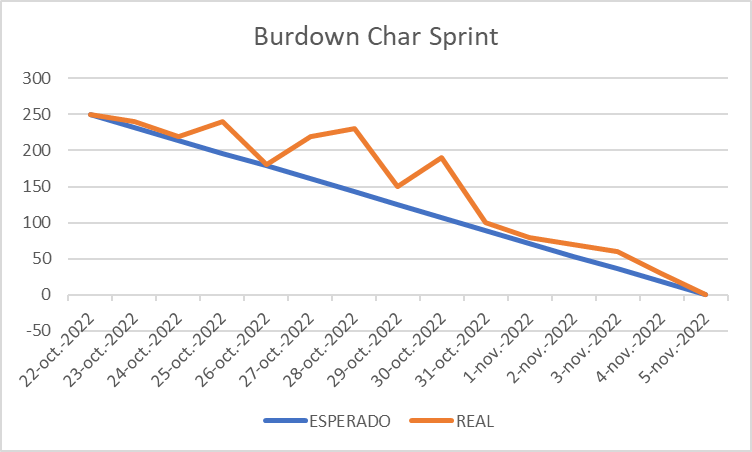 Burdown Char Sprint
300
250
200
150
100
50
0
-50
22-oct.-2022
23-oct.-2022
24-oct.-2022
25-oct.-2022
26-oct.-2022
27-oct.-2022
28-oct.-2022
29-oct.-2022
30-oct.-2022
31-oct.-2022
1-nov.-2022
2-nov.-2022
3-nov.-2022
4-nov.-2022
5-nov.-2022
ESPERADO REAL